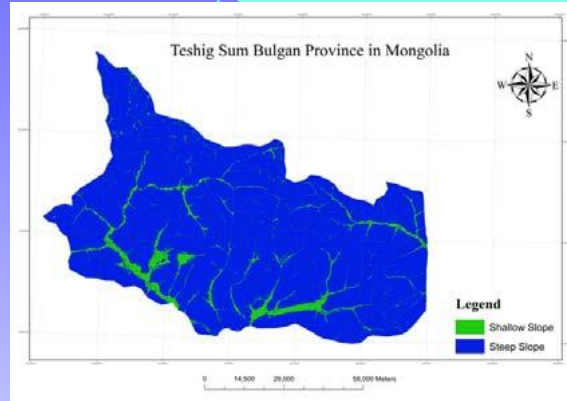 Teshig Sum Bulgan Province in Mongolia
N
W E
S
Legend
Shallow Slope
Steep Slope
0 14,500 29,000 58,000 Meters